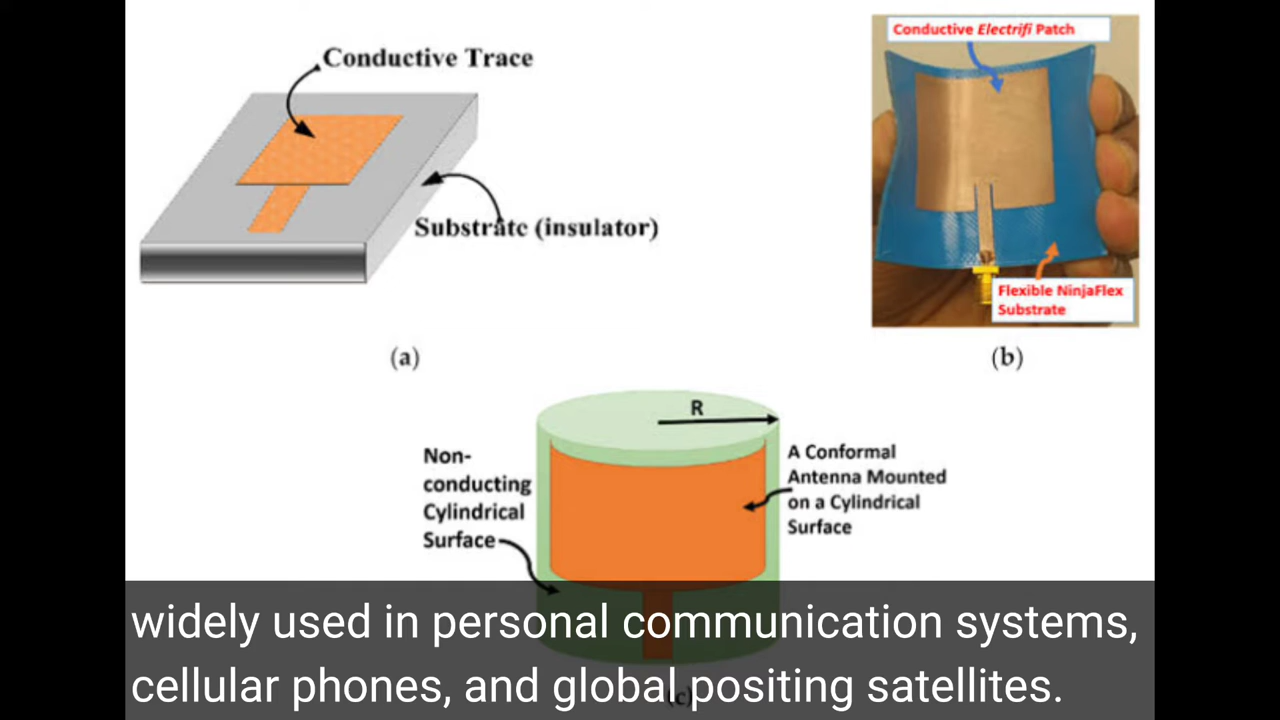 Conductive Trace
Substrate (insulator)
(a)
Conductive Electrifi Patch
Flexible NinjaFlex
Substrate
(b)
R
Non-
conducting
Cylindrical
Surface
A Conformal
Antenna Mounted
on a Cylindrical
Surface
(c)
widely used in personal communication systems,
cellular phones, and global positing satellites.